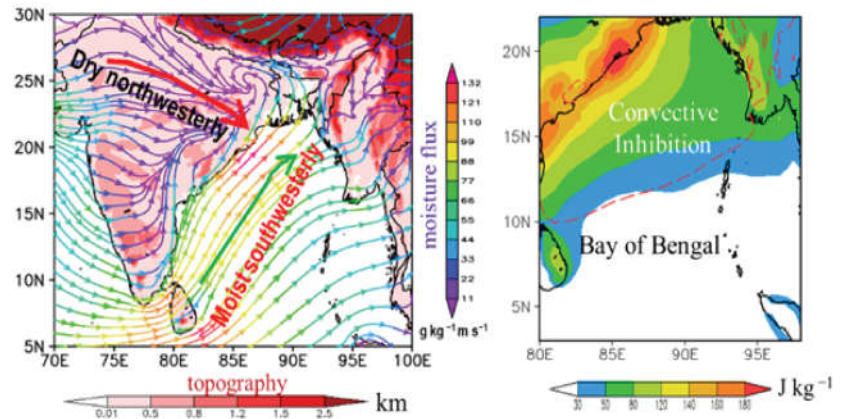 30N
25N
20N
15N
10N
5N
70E
75E
80E
85E
90E
95E
100E
Dry northwesterly
Moist southwesterly
132
121
110
99
88
77
66
55
44
33
22
11
moisture flux
g kg⁻¹m s⁻¹
topography
0.01
0.5
0.8
1.2
1.5
2.5
km
20N
15N
10N
5N
80E
85E
90E
95E
Convective
Inhibition
Bay of Bengal
30
50
80
120
140
160
180
J kg⁻¹